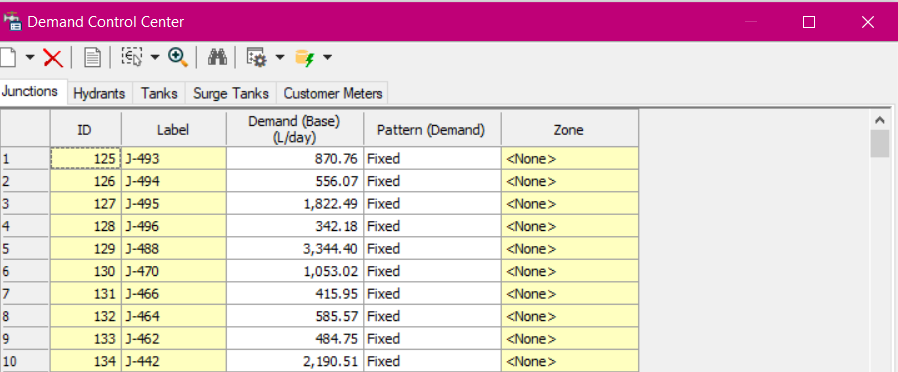 Demand Control Center
Junctions Hydrants Tanks Surge Tanks Customer Meters
ID Label Demand (Base) (L/day) Pattern (Demand) Zone
1 125 J-493 870.76 Fixed <None>
2 126 J-494 556.07 Fixed <None>
3 127 J-495 1,822.49 Fixed <None>
4 128 J-496 342.18 Fixed <None>
5 129 J-488 3,344.40 Fixed <None>
6 130 J-470 1,053.02 Fixed <None>
7 131 J-466 415.95 Fixed <None>
8 132 J-464 585.57 Fixed <None>
9 133 J-462 484.75 Fixed <None>
10 134 J-442 2,190.51 Fixed <None>